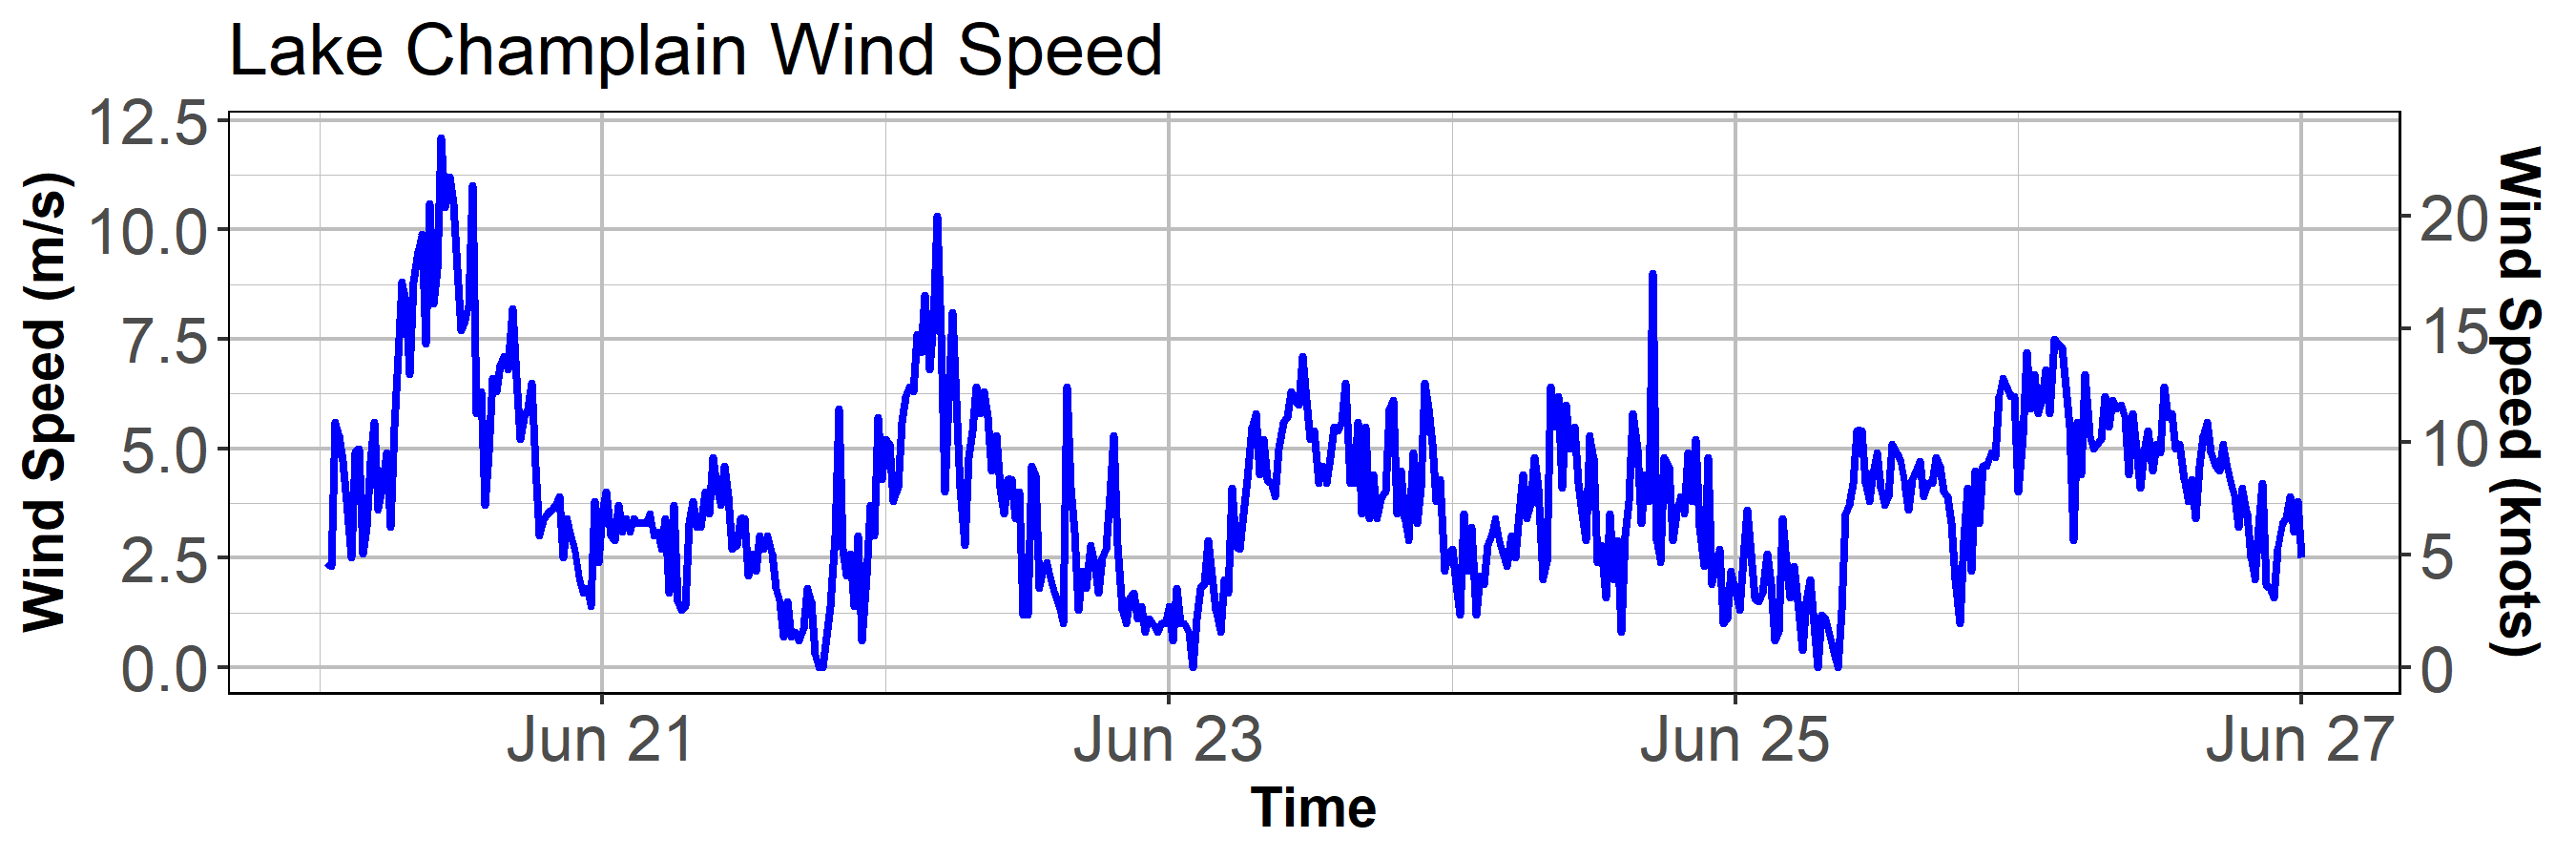 Lake Champlain Wind Speed
Wind Speed (m/s)
12.5
10.0
7.5
5.0
2.5
0.0
20
15
10
5
0
Wind Speed (knots)
Jun 21 Jun 23 Jun 25 Jun 27
Time